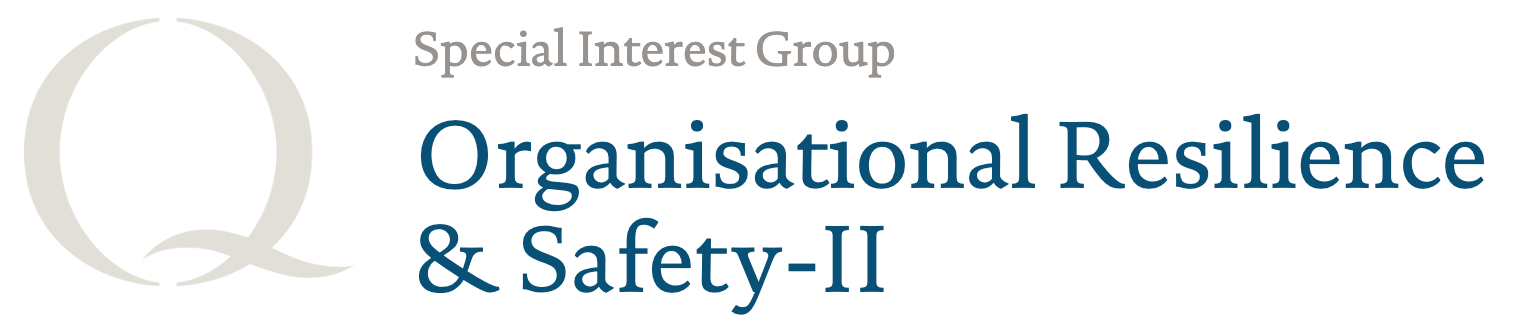 Q
Special Interest Group
Organisational Resilience
& Safety-II